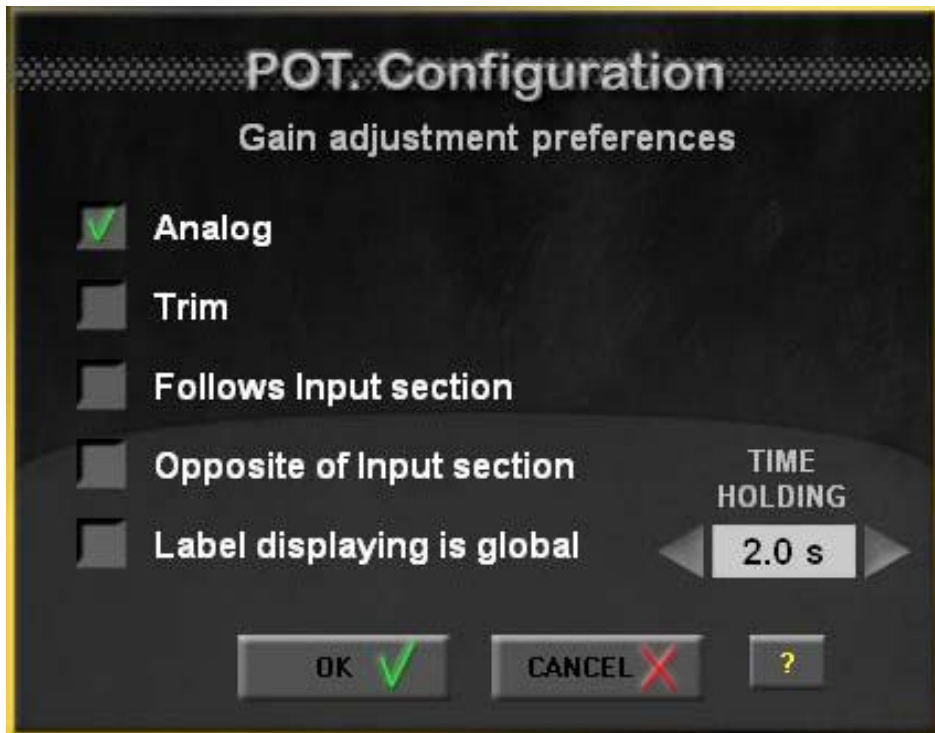 POT. Configuration
Gain adjustment preferences
Analog
Trim
Follows Input section
Opposite of Input section
Label displaying is global
TIME
HOLDING
2.0 s
OK
CANCEL
?